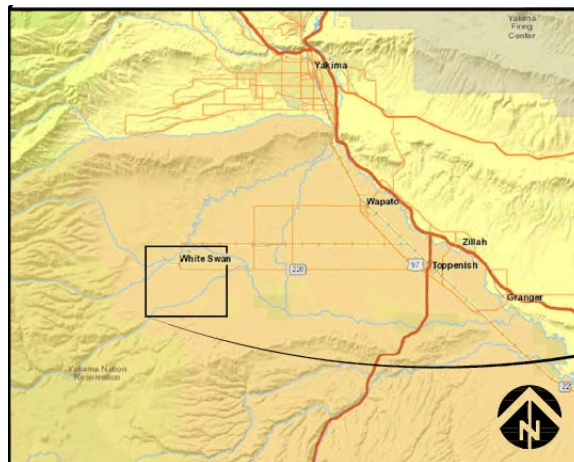 Yakima
Firing
Center
Yakima
Wapato
White Swan
220
97
Zillah
Toppenish
Granger
Yakama Nation
Reservation
22
N